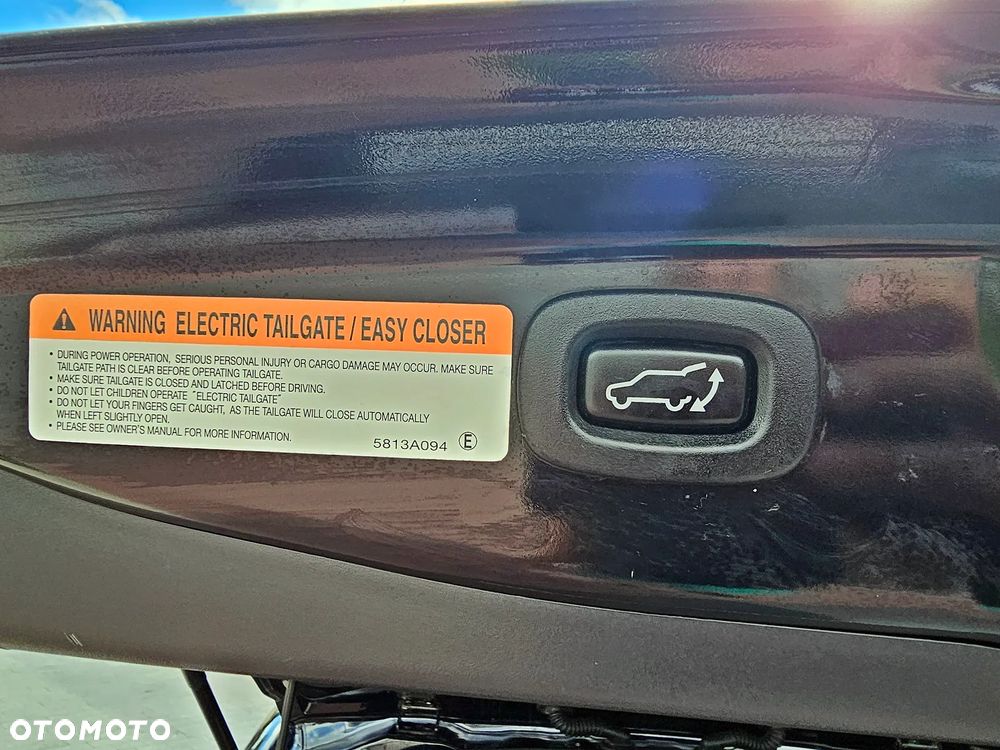 WARNING ELECTRIC TAILGATE / EASY CLOSER
• DURING POWER OPERATION, SERIOUS PERSONAL INJURY OR CARGO DAMAGE MAY OCCUR. MAKE SURE
TAILGATE PATH IS CLEAR BEFORE OPERATING TAILGATE.
• MAKE SURE TAILGATE IS CLOSED AND LATCHED BEFORE DRIVING.
• DO NOT LET CHILDREN OPERATE "ELECTRIC TAILGATE"
• DO NOT LET YOUR FINGERS GET CAUGHT, AS THE TAILGATE WILL CLOSE AUTOMATICALLY
WHEN LEFT SLIGHTLY OPEN.
• PLEASE SEE OWNER'S MANUAL FOR MORE INFORMATION.
5813A094 Ⓔ
OTOMOTO